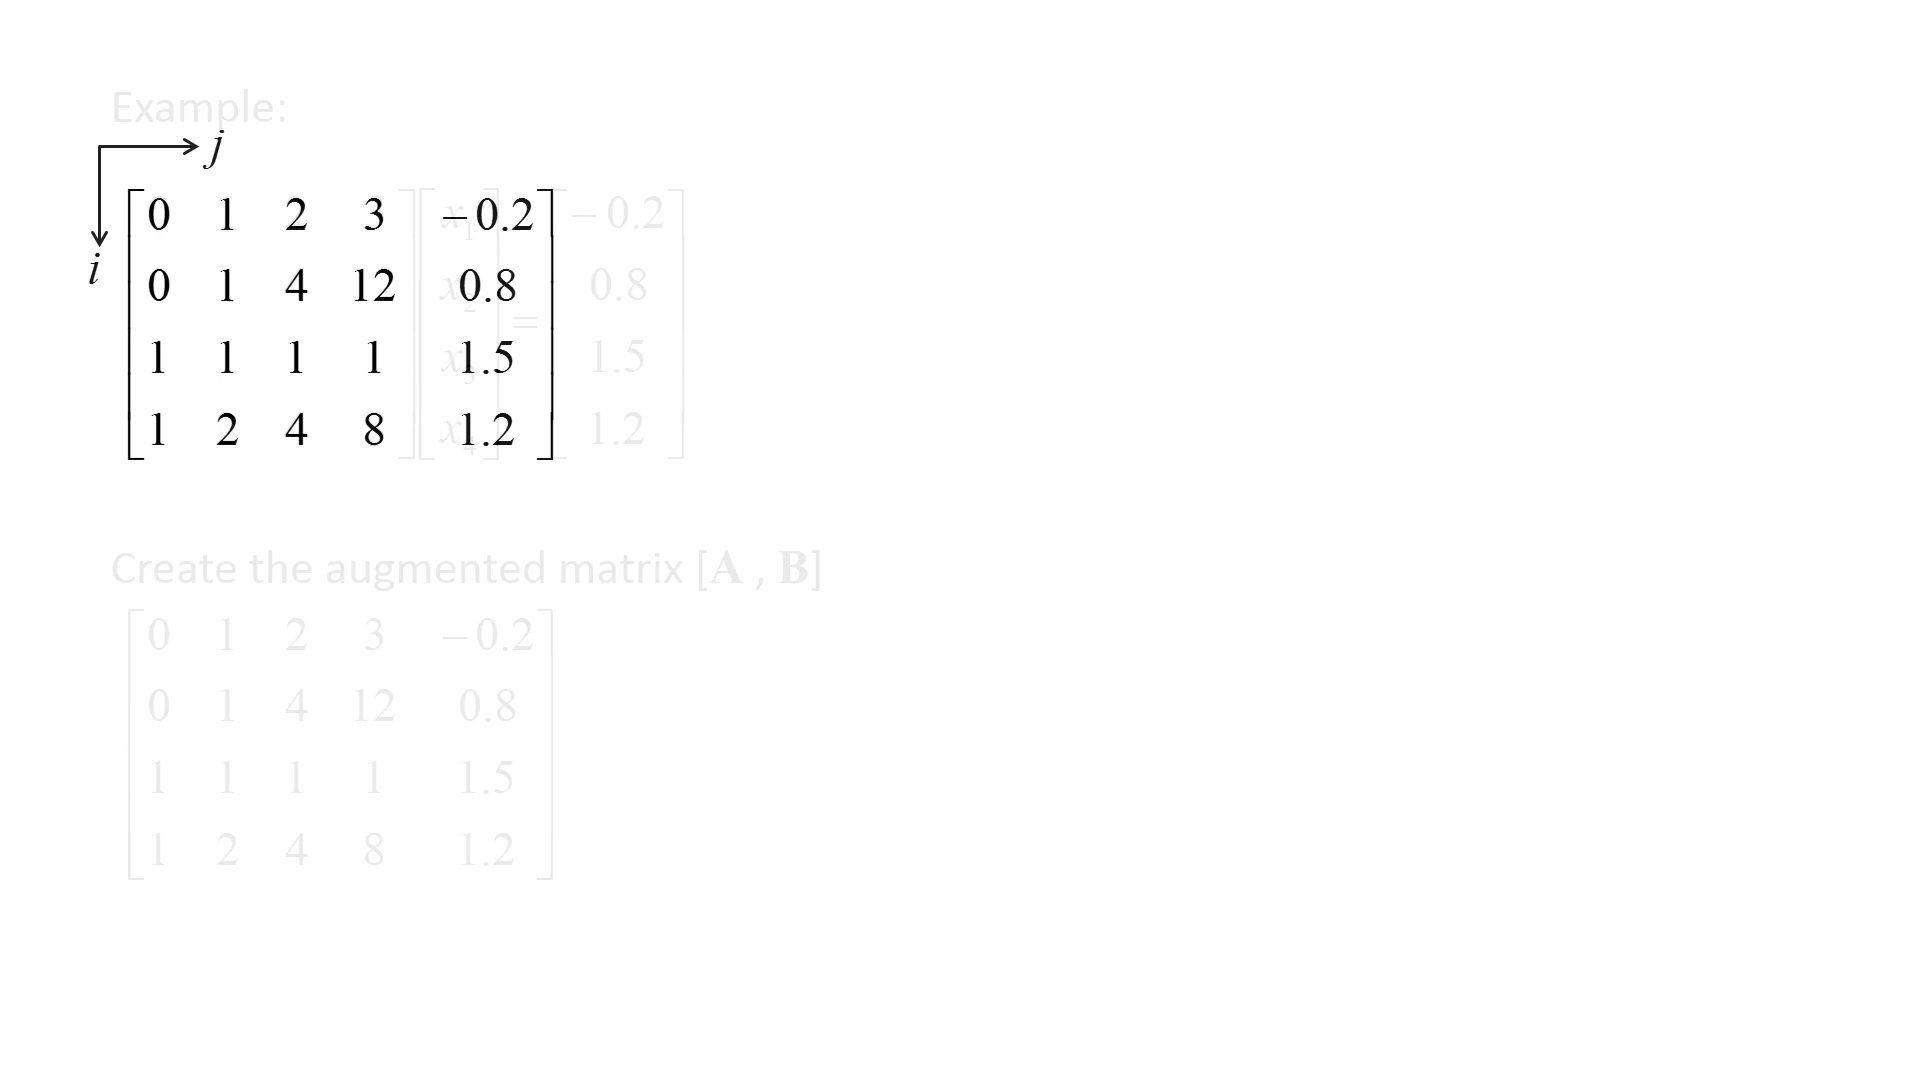 Example:
j
i
0 1 2 3 −0.2 − 0.2
0 1 4 12 0.8 0.8
=
1 1 1 1 1.5 1.5
1 2 4 8 1.2 1.2
Create the augmented matrix [A , B]
0 1 2 3 −0.2
0 1 4 12 0.8
1 1 1 1 1.5
1 2 4 8 1.2